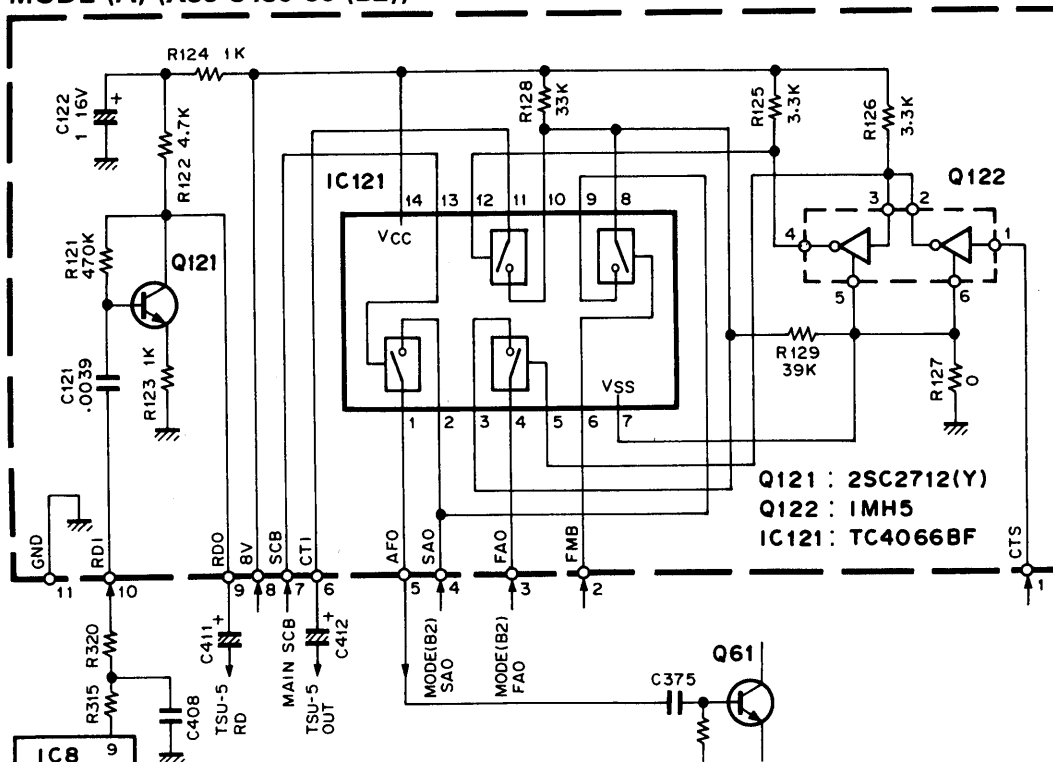 R124 1K
C122
1 16V
+
R122 4.7K
R128
33K
R125
3.3K
R126
3.3K
IC121
Q122
14 13 12 11 10 9 8
VCC
3 2
4 1
5 6
R121
470K
Q121
C121
.0039
R123 1K
R129
39K
R127
0
VSS
1 2 3 4 5 6 7
Q121 : 2SC2712(Y)
Q122 : IMH5
IC121 : TC4066BF
GND
RDI
RDO
8V
SCB
CTI
AFO
SAO
FAO
FMB
CTS
11 10 9 8 7 6 5 4 3 2 1
R320
R315
C408
C411
+
TSU-5
RD
MAIN SCB
+
C412
TSU-5
OUT
MODE(B2)
SAO
MODE(B2)
FAO
C375
Q61
IC8
9